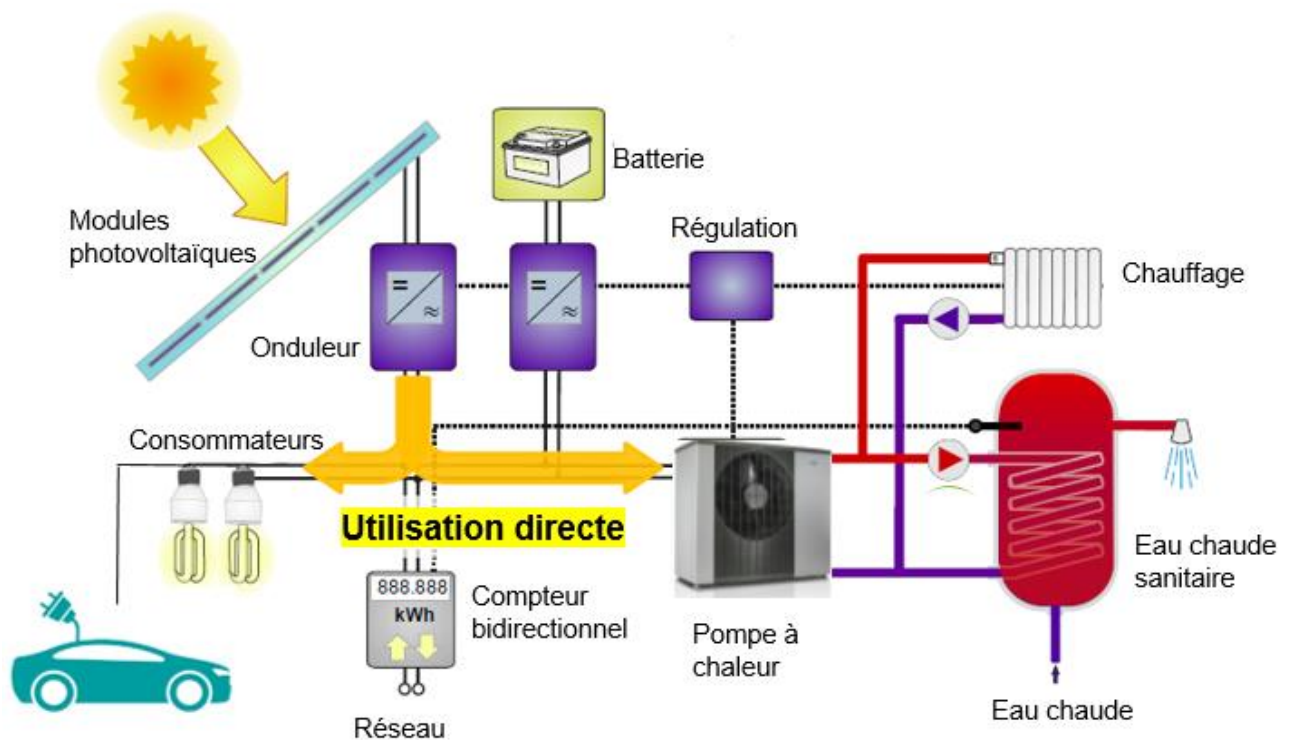 Batterie
Modules
photovoltaïques
Régulation
Chauffage
=
≈
=
≈
Onduleur
Consommateurs
Utilisation directe
888.888
kWh
Compteur
bidirectionnel
Eau chaude
sanitaire
Pompe à
chaleur
Réseau
Eau chaude